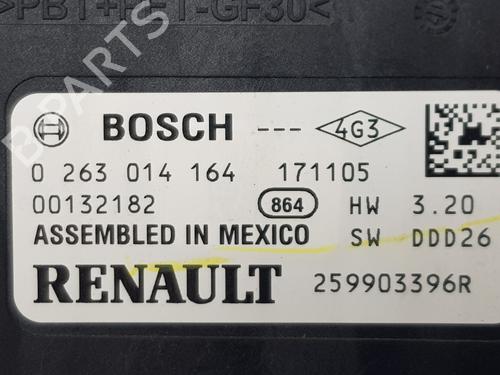 >PBT+PET-GF30<
BOSCH --- 4G3
0 263 014 164 171105
00132182 864 HW 3.20
ASSEMBLED IN MEXICO SW DDD26
RENAULT 259903396R
B-PARTS